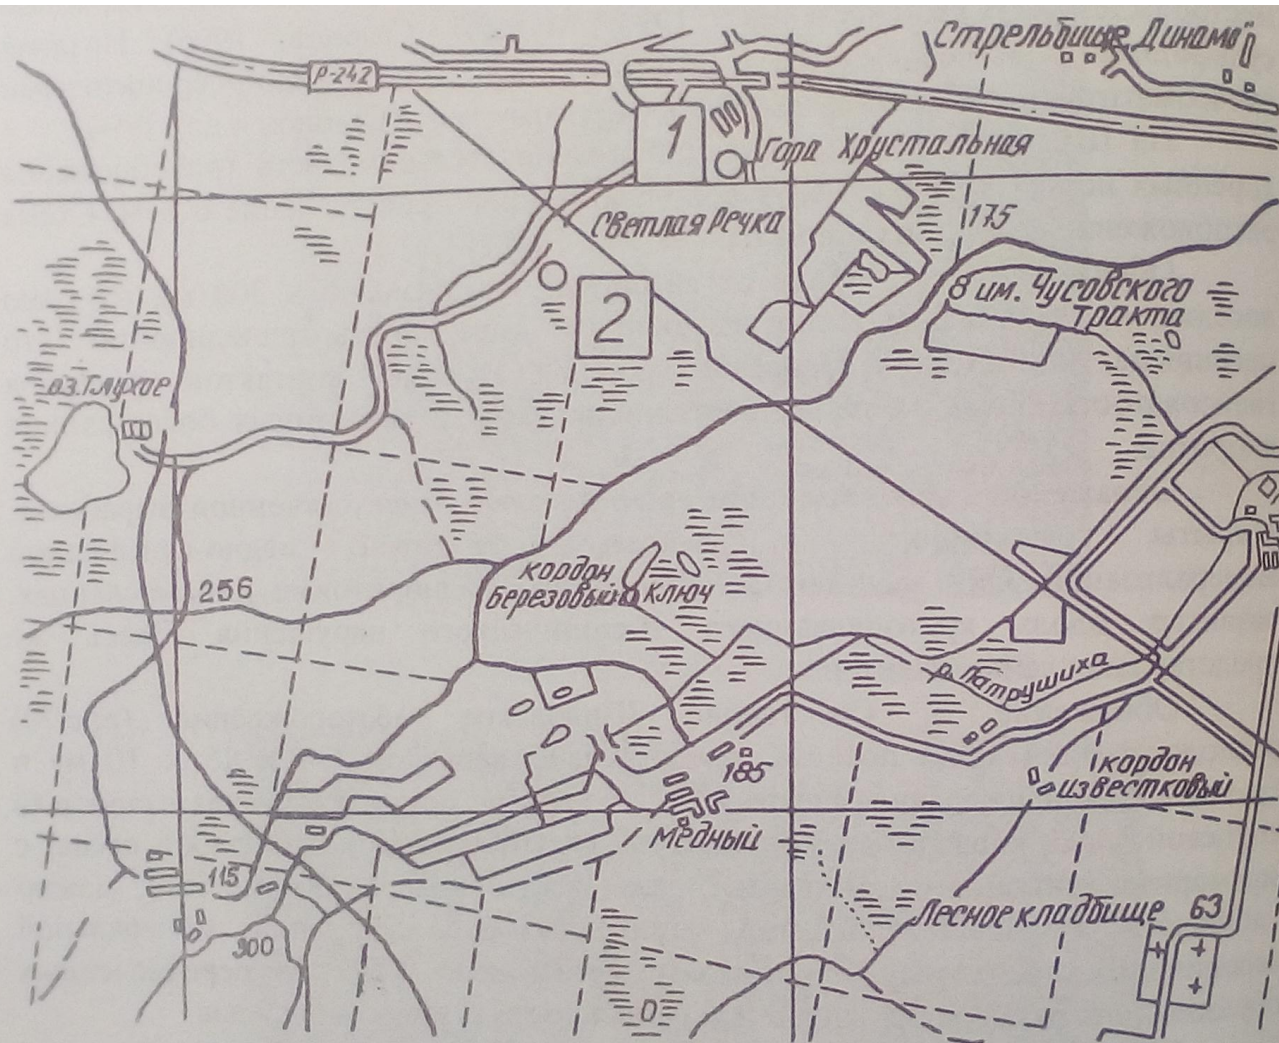 Стрельбище „Динамо"
Р-242
1
Гора Хрустальная
Светлая Речка
175
2
8 им. Чусовского
тракта
оз. Глухое
256
кордон
березовый ключ
р. Патрушиха
185
кордон
известковый
медный
115
Лесное кладбище
63
300